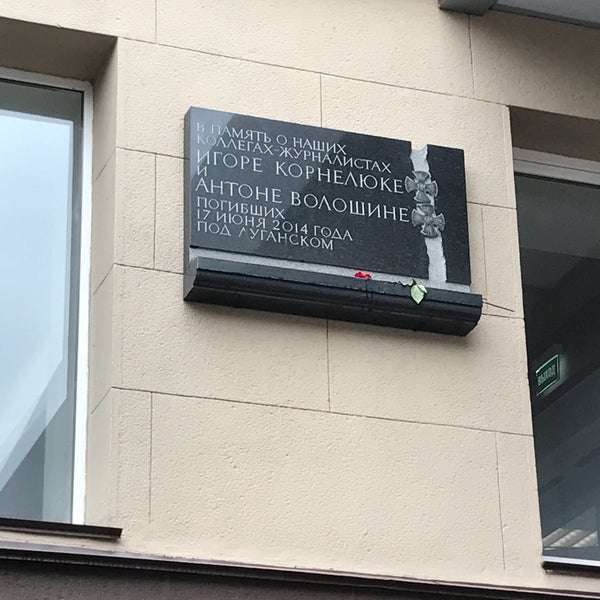 В ПАМЯТЬ О НАШИХ
КОЛЛЕГАХ-ЖУРНАЛИСТАХ
ИГОРЕ КОРНЕЛЮКЕ
И
АНТОНЕ ВОЛОШИНЕ
ПОГИБШИХ
17 ИЮНЯ 2014 ГОДА
ПОД ЛУГАНСКОМ
ВЫХОД